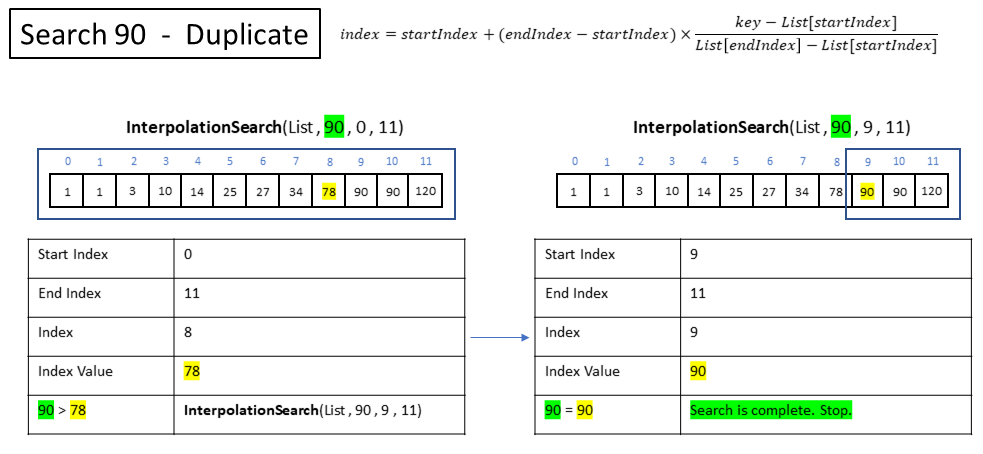 Search 90 - Duplicate
index = startIndex + (endIndex − startIndex) × key − List[startIndex] / List[endIndex] − List[startIndex]
InterpolationSearch(List , 90 , 0 , 11)
0 1 2 3 4 5 6 7 8 9 10 11
1 1 3 10 14 25 27 34 78 90 90 120
Start Index 0
End Index 11
Index 8
Index Value 78
90 > 78 InterpolationSearch(List , 90 , 9 , 11)
InterpolationSearch(List , 90 , 9 , 11)
0 1 2 3 4 5 6 7 8 9 10 11
1 1 3 10 14 25 27 34 78 90 90 120
Start Index 9
End Index 11
Index 9
Index Value 90
90 = 90 Search is complete. Stop.